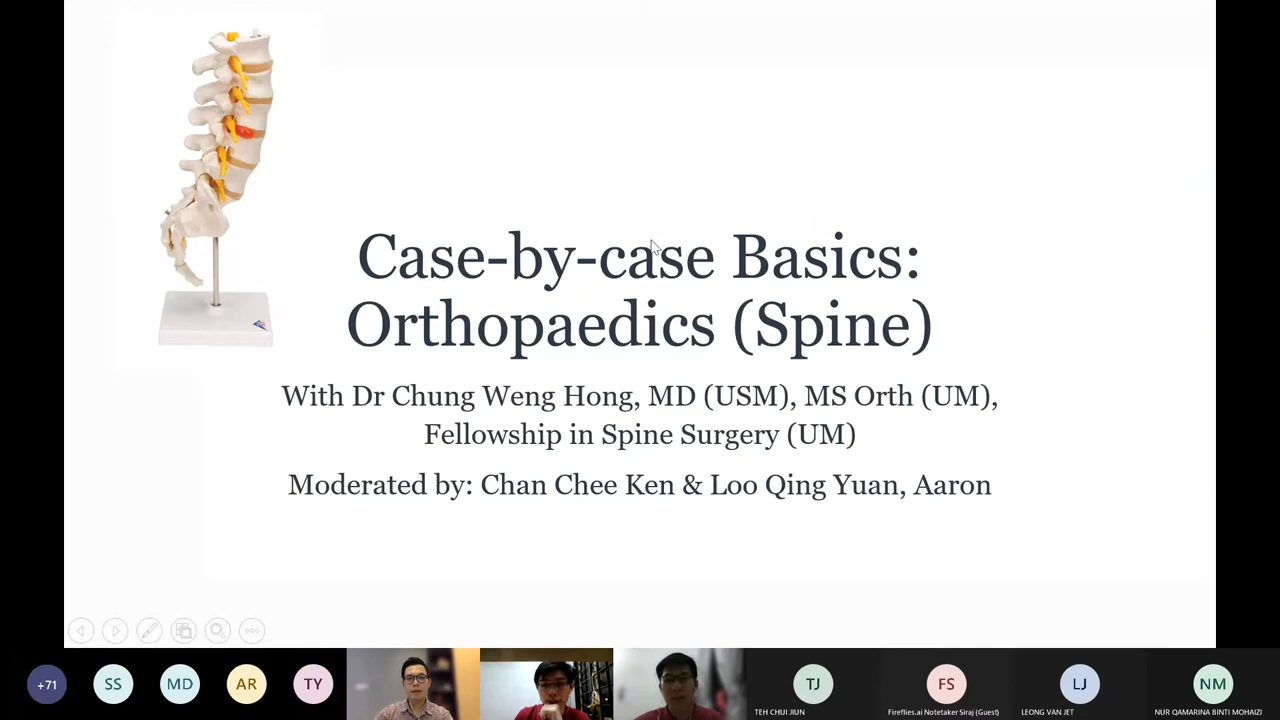 Case-by-case Basics:
Orthopaedics (Spine)
With Dr Chung Weng Hong, MD (USM), MS Orth (UM),
Fellowship in Spine Surgery (UM)
Moderated by: Chan Chee Ken & Loo Qing Yuan, Aaron
+71
SS
MD
AR
TY
TJ
FS
LJ
NM
TEH CHUI JIUN
Fireflies.ai Notetaker Siraj (Guest)
LEONG VAN JET
NUR QAMARINA BINTI MOHAIZI